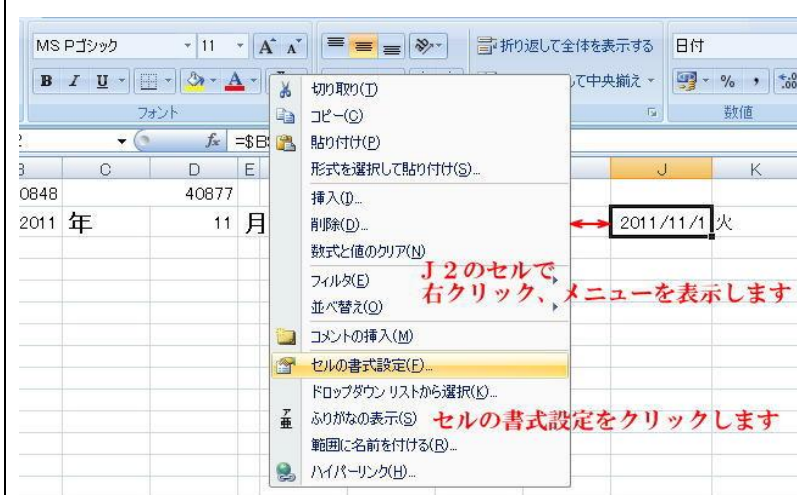 MS Pゴシック 11 A A 折り返して全体を表示する 日付
B I U A して中央揃え % , .00
フォント 数値
fx =$B
C D E J K
0848 40877
2011 年 11 月 2011/11/1 火
切り取り(T)
コピー(C)
貼り付け(P)
形式を選択して貼り付け(S)...
挿入(I)...
削除(D)...
数式と値のクリア(N)
フィルタ(E)
並べ替え(O)
コメントの挿入(M)
セルの書式設定(F)...
ドロップダウン リストから選択(K)...
ふりがなの表示(S)
範囲に名前を付ける(R)...
ハイパーリンク(H)...
J2のセルで
右クリック、メニューを表示します
セルの書式設定をクリックします